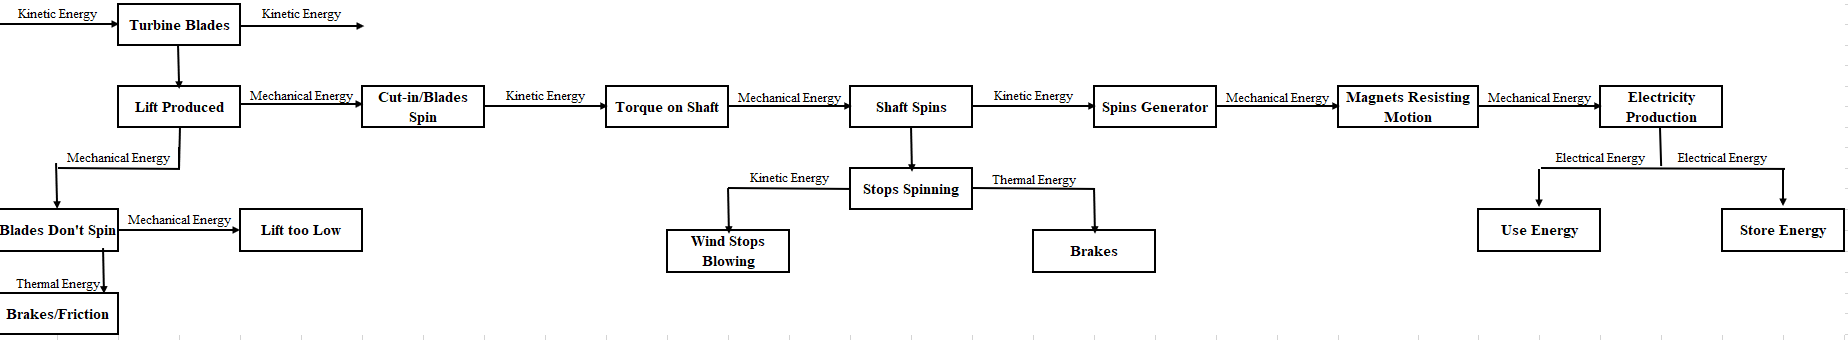 Kinetic Energy
Turbine Blades
Kinetic Energy
Lift Produced
Mechanical Energy
Cut-in/Blades
Spin
Kinetic Energy
Torque on Shaft
Mechanical Energy
Shaft Spins
Kinetic Energy
Spins Generator
Mechanical Energy
Magnets Resisting
Motion
Mechanical Energy
Electricity
Production
Mechanical Energy
Electrical Energy
Electrical Energy
Kinetic Energy
Stops Spinning
Thermal Energy
Blades Don't Spin
Mechanical Energy
Lift too Low
Wind Stops
Blowing
Brakes
Use Energy
Store Energy
Thermal Energy
Brakes/Friction